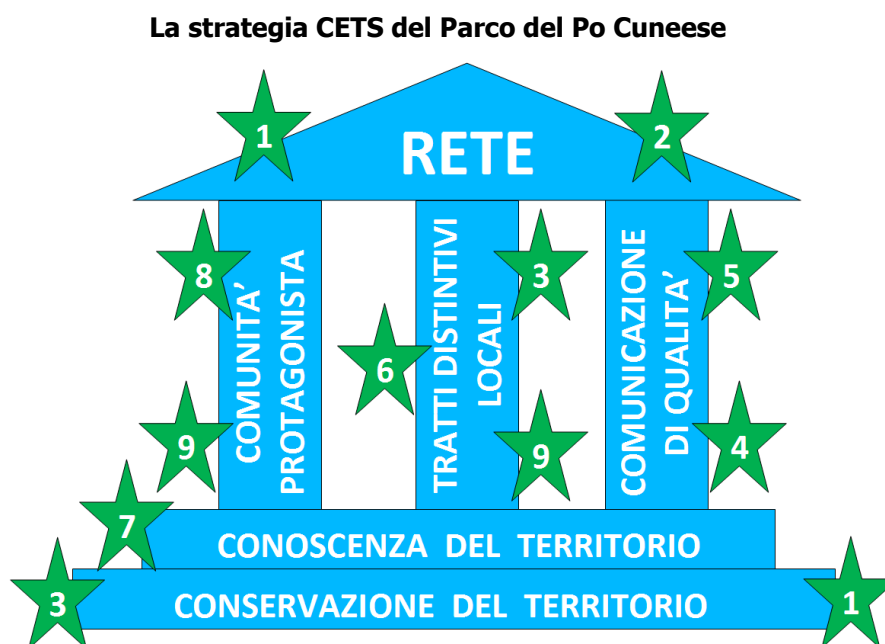 La strategia CETS del Parco del Po Cuneese
1
2
RETE
8
3
5
6
COMUNITA’
PROTAGONISTA
TRATTI DISTINTIVI
LOCALI
COMUNICAZIONE
DI QUALITA’
9
9
4
7
CONOSCENZA DEL TERRITORIO
3
CONSERVAZIONE DEL TERRITORIO
1